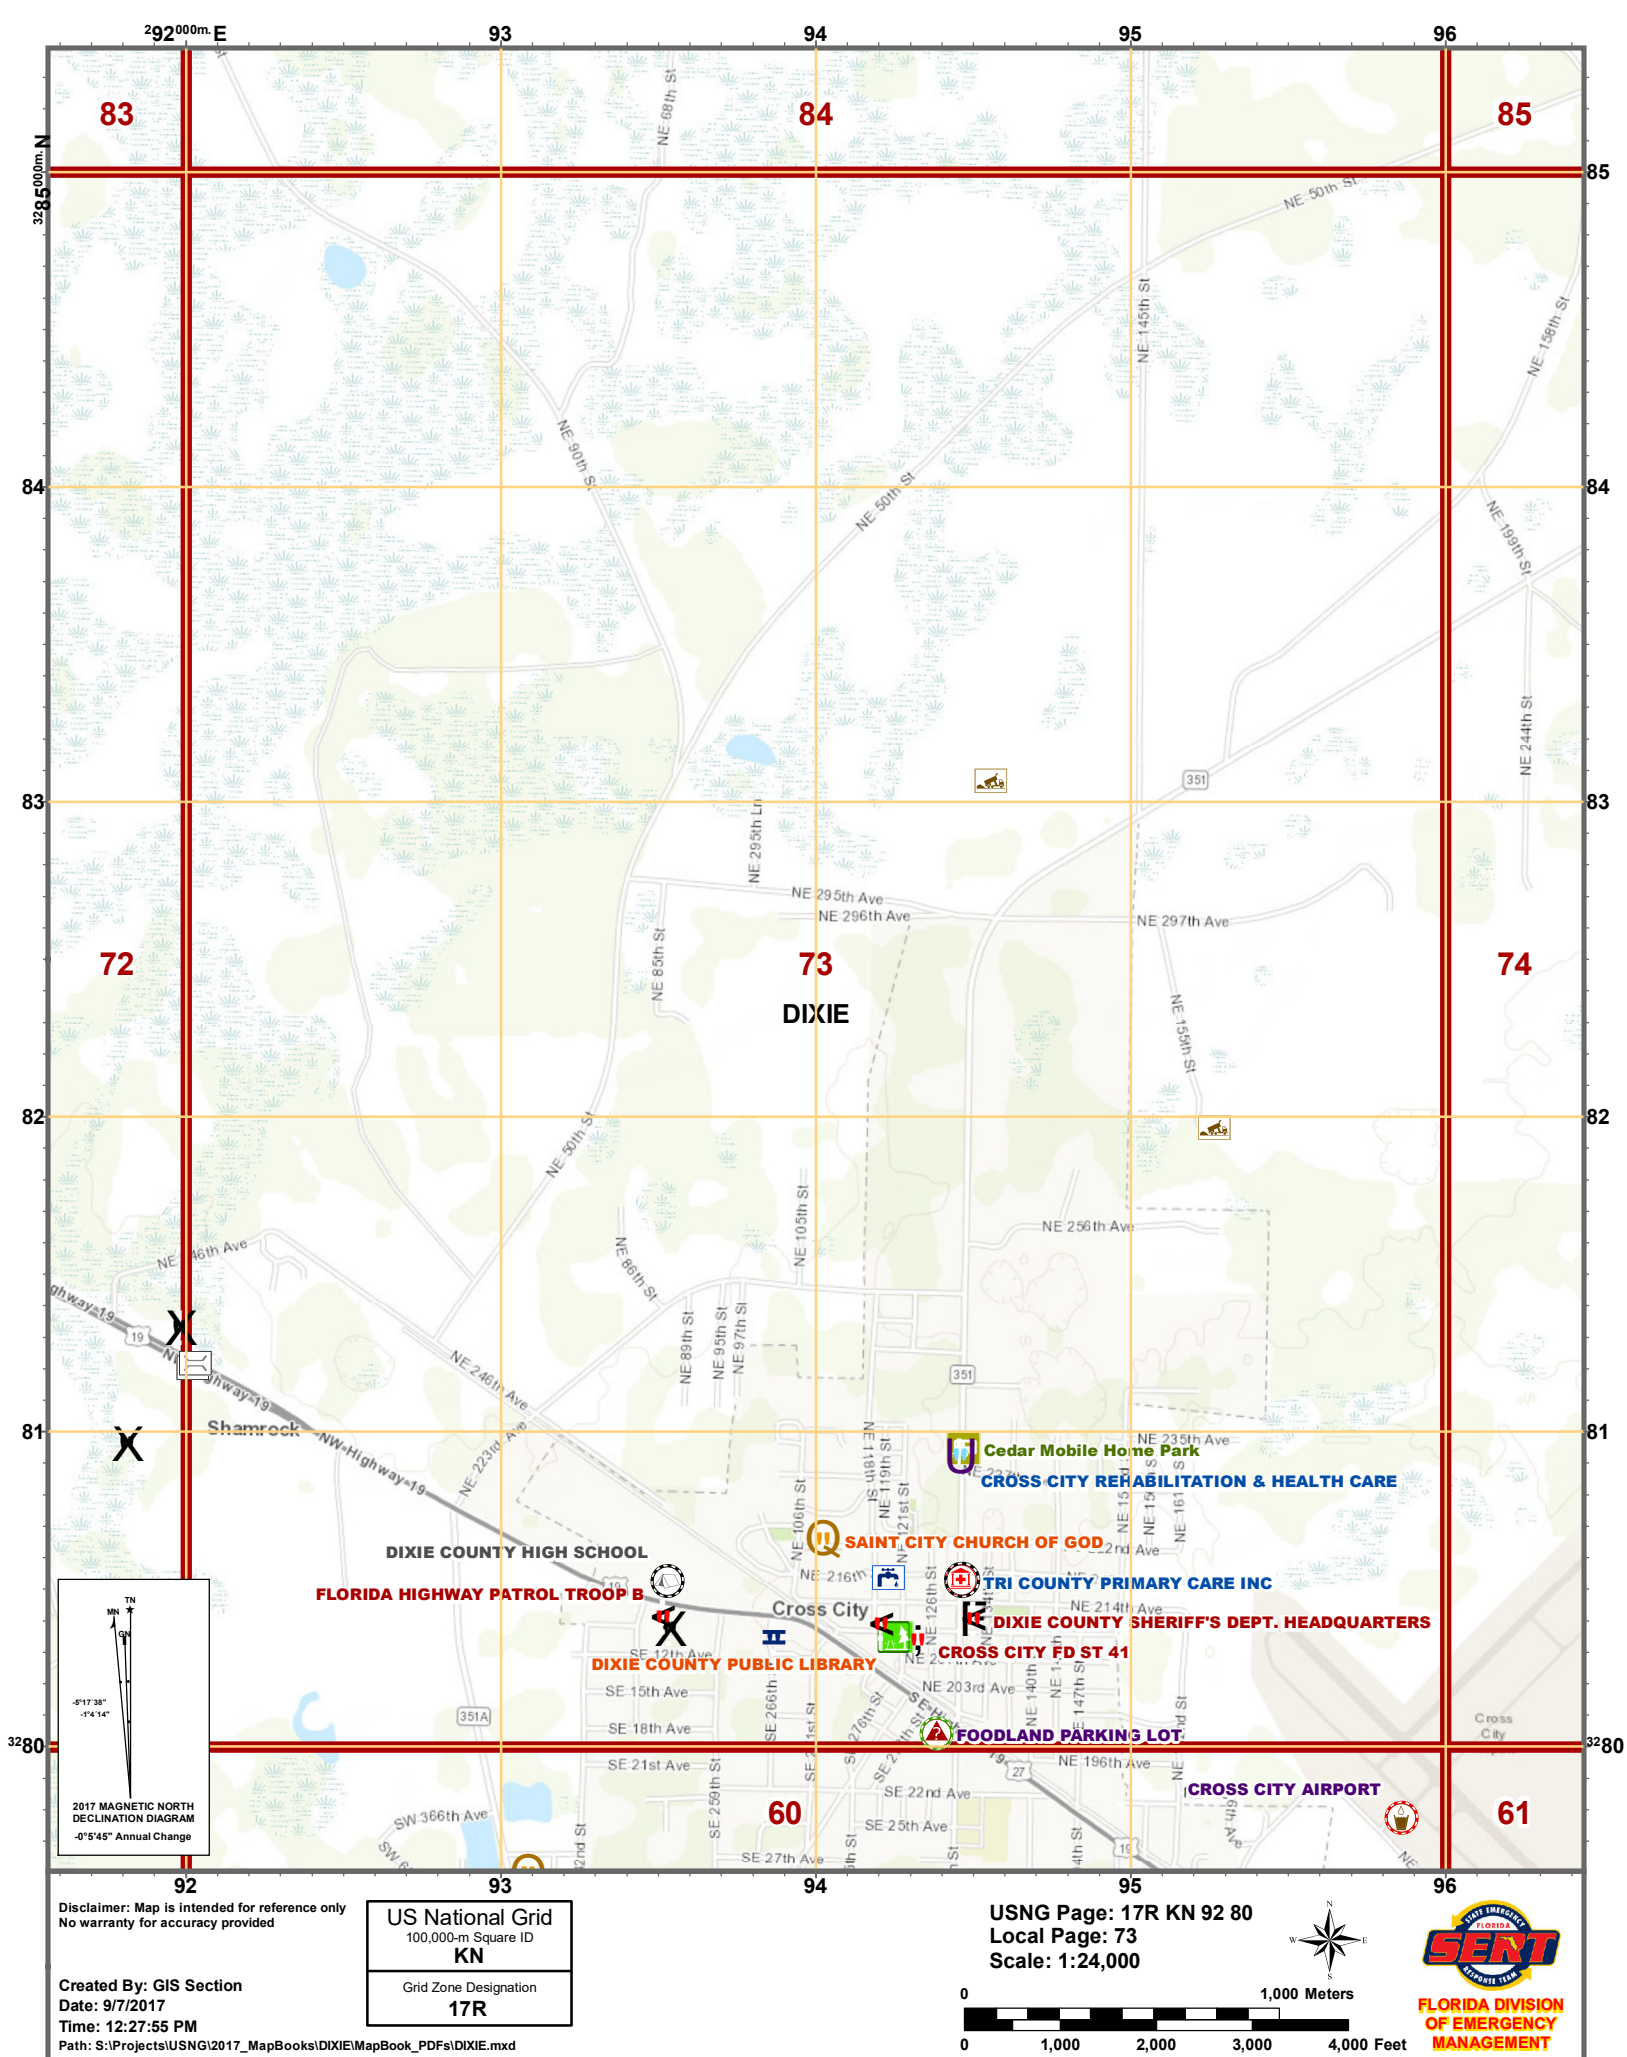 292000m.E 93 94 95 96
83 84 85
3285000m.N
85
NE 68th St
NE 50th St
NE 145th St
NE 158th St
NE 90th St
84 84
NE 50th St
NE 199th St
NE 244th St
351
83 83
NE 295th Ln
NE 295th Ave
NE 296th Ave
NE 297th Ave
NE 85th St
72 73 74
DIXIE
NE 155th St
82 82
NE 50th St
NE 105th St
NE 256th Ave
NE 86th St
ghway-19
19
NE 89th St
NE 95th St
NE 97th St
NE 246th Ave
351
ghway-19
Shamrock
NW-Highway-19
NE 223rd Ave
81 81
NE 118th St
NE 119th St
NE 235th Ave
Cedar Mobile Home Park
CROSS CITY REHABILITATION & HEALTH CARE
NE 106th St
SAINT CITY CHURCH OF GOD
DIXIE COUNTY HIGH SCHOOL
NE 216th
TRI COUNTY PRIMARY CARE INC
FLORIDA HIGHWAY PATROL TROOP B
Cross City
NE 126th St
NE 214th Ave
DIXIE COUNTY SHERIFF'S DEPT. HEADQUARTERS
CROSS CITY FD ST 41
SE 12th Ave
DIXIE COUNTY PUBLIC LIBRARY
SE 15th Ave
NE 203rd Ave
NE 140th
NE 147th St
SE 266th
SE 276th St
351A
SE 18th Ave
FOODLAND PARKING LOT
Cross
City
80
3280
3280
SE 21st Ave
NE 196th Ave
27
SE 259th St
SE 22nd Ave
CROSS CITY AIRPORT
SW 366th Ave
60 61
SE 25th Ave
SE 27th Ave
19
TN
MN
GN
-5°17'38"
-1°4'14"
2017 MAGNETIC NORTH
DECLINATION DIAGRAM
-0°5'45" Annual Change
92 93 94 95 96
Disclaimer: Map is intended for reference only
No warranty for accuracy provided
Created By: GIS Section
Date: 9/7/2017
Time: 12:27:55 PM
Path: S:\Projects\USNG\2017_MapBooks\DIXIE\MapBook_PDFs\DIXIE.mxd
US National Grid
100,000-m Square ID
KN
Grid Zone Designation
17R
USNG Page: 17R KN 92 80
Local Page: 73
Scale: 1:24,000
0 1,000 Meters
0 1,000 2,000 3,000 4,000 Feet
N
W E
S
STATE EMERGENCY
FLORIDA
SERT
RESPONSE TEAM
FLORIDA DIVISION
OF EMERGENCY
MANAGEMENT